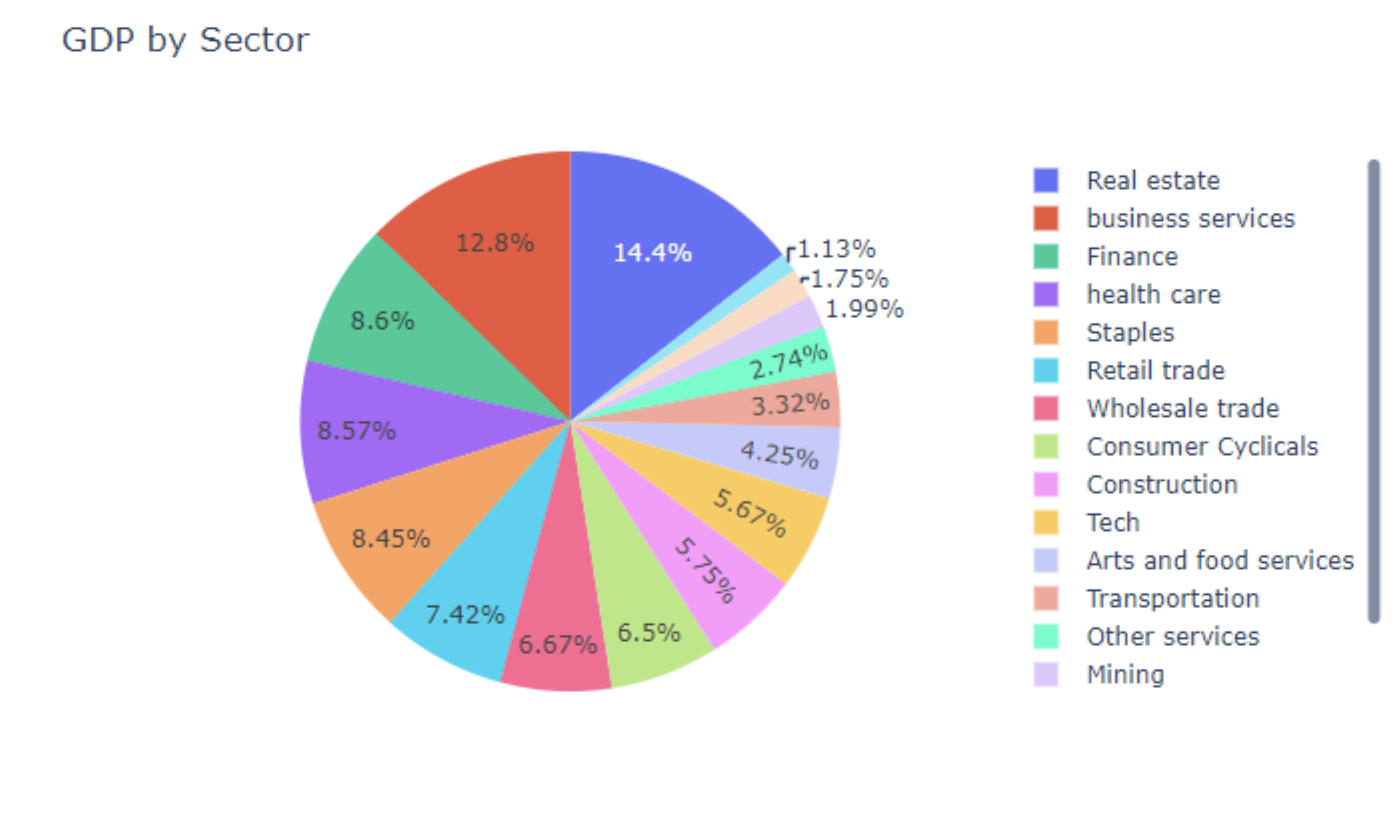 GDP by Sector
14.4%
12.8%
8.6%
8.57%
8.45%
7.42%
6.67%
6.5%
5.75%
5.67%
4.25%
3.32%
2.74%
1.99%
1.75%
1.13%
Real estate
business services
Finance
health care
Staples
Retail trade
Wholesale trade
Consumer Cyclicals
Construction
Tech
Arts and food services
Transportation
Other services
Mining